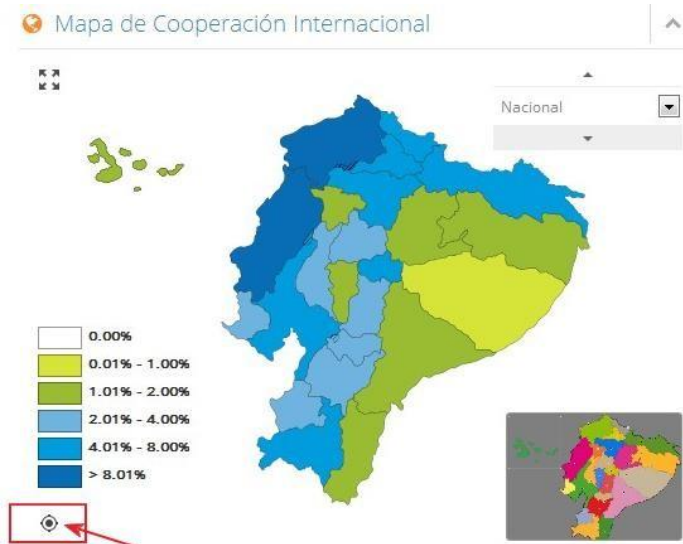 Mapa de Cooperación Internacional
Nacional
0.00%
0.01% - 1.00%
1.01% - 2.00%
2.01% - 4.00%
4.01% - 8.00%
> 8.01%